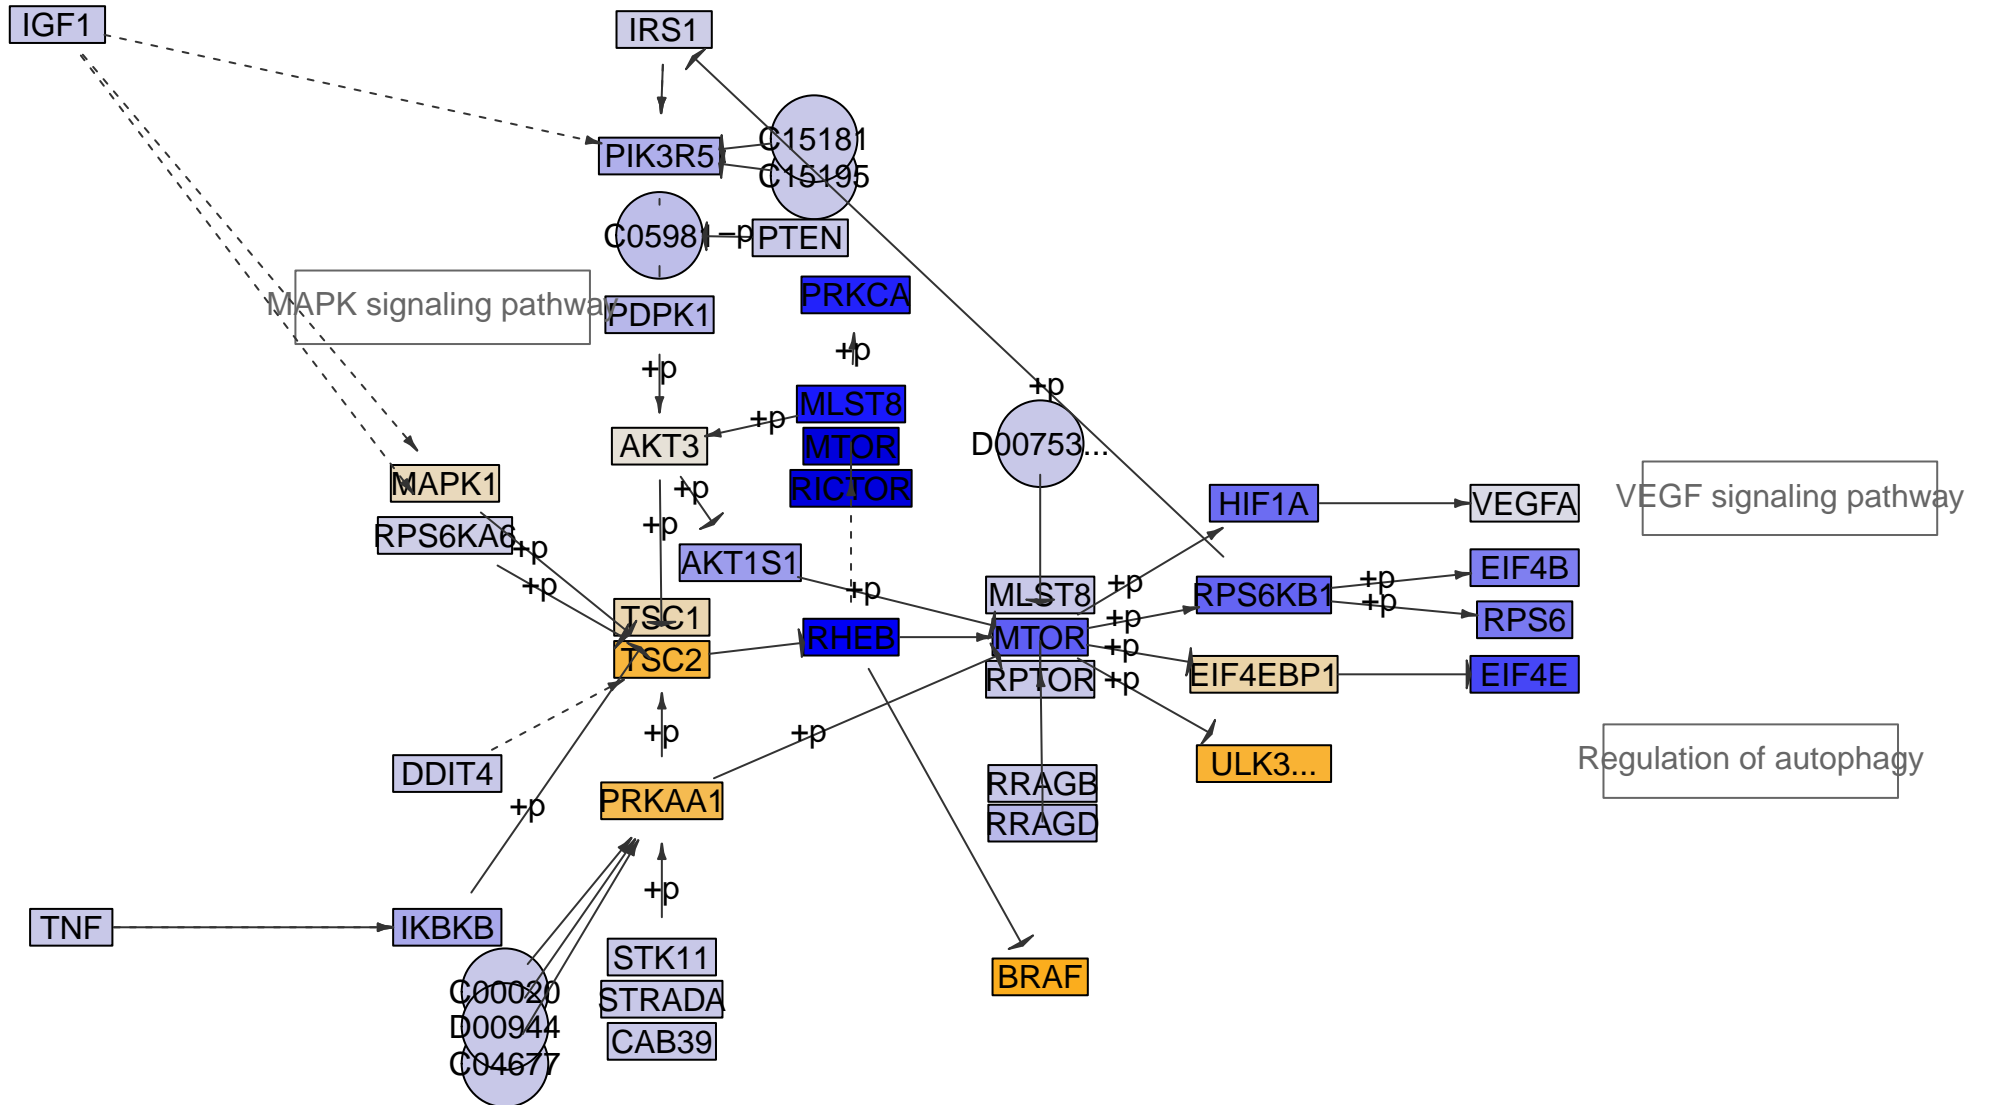 IGF1
IRS1
C15181
PIK3R5
C15195
C05981
−p
PTEN
PRKCA
MAPK signaling pathway
PDPK1
+p
+p
+p
MLST8
+p
AKT3
MTOR
D00753...
MAPK1
RICTOR
+p
HIF1A
VEGFA
VEGF signaling pathway
+p
RPS6KA6
+p
AKT1S1
EIF4B
+p
+p
+p
+p
MLST8
RPS6KB1
+p
TSC1
+p
RPS6
RHEB
MTOR
+p
TSC2
RPTOR
+p
EIF4EBP1
EIF4E
+p
+p
Regulation of autophagy
DDIT4
ULK3...
RRAGB
PRKAA1
+p
RRAGD
+p
TNF
IKBKB
STK11
BRAF
C00020
STRADA
D00944
CAB39
C04677